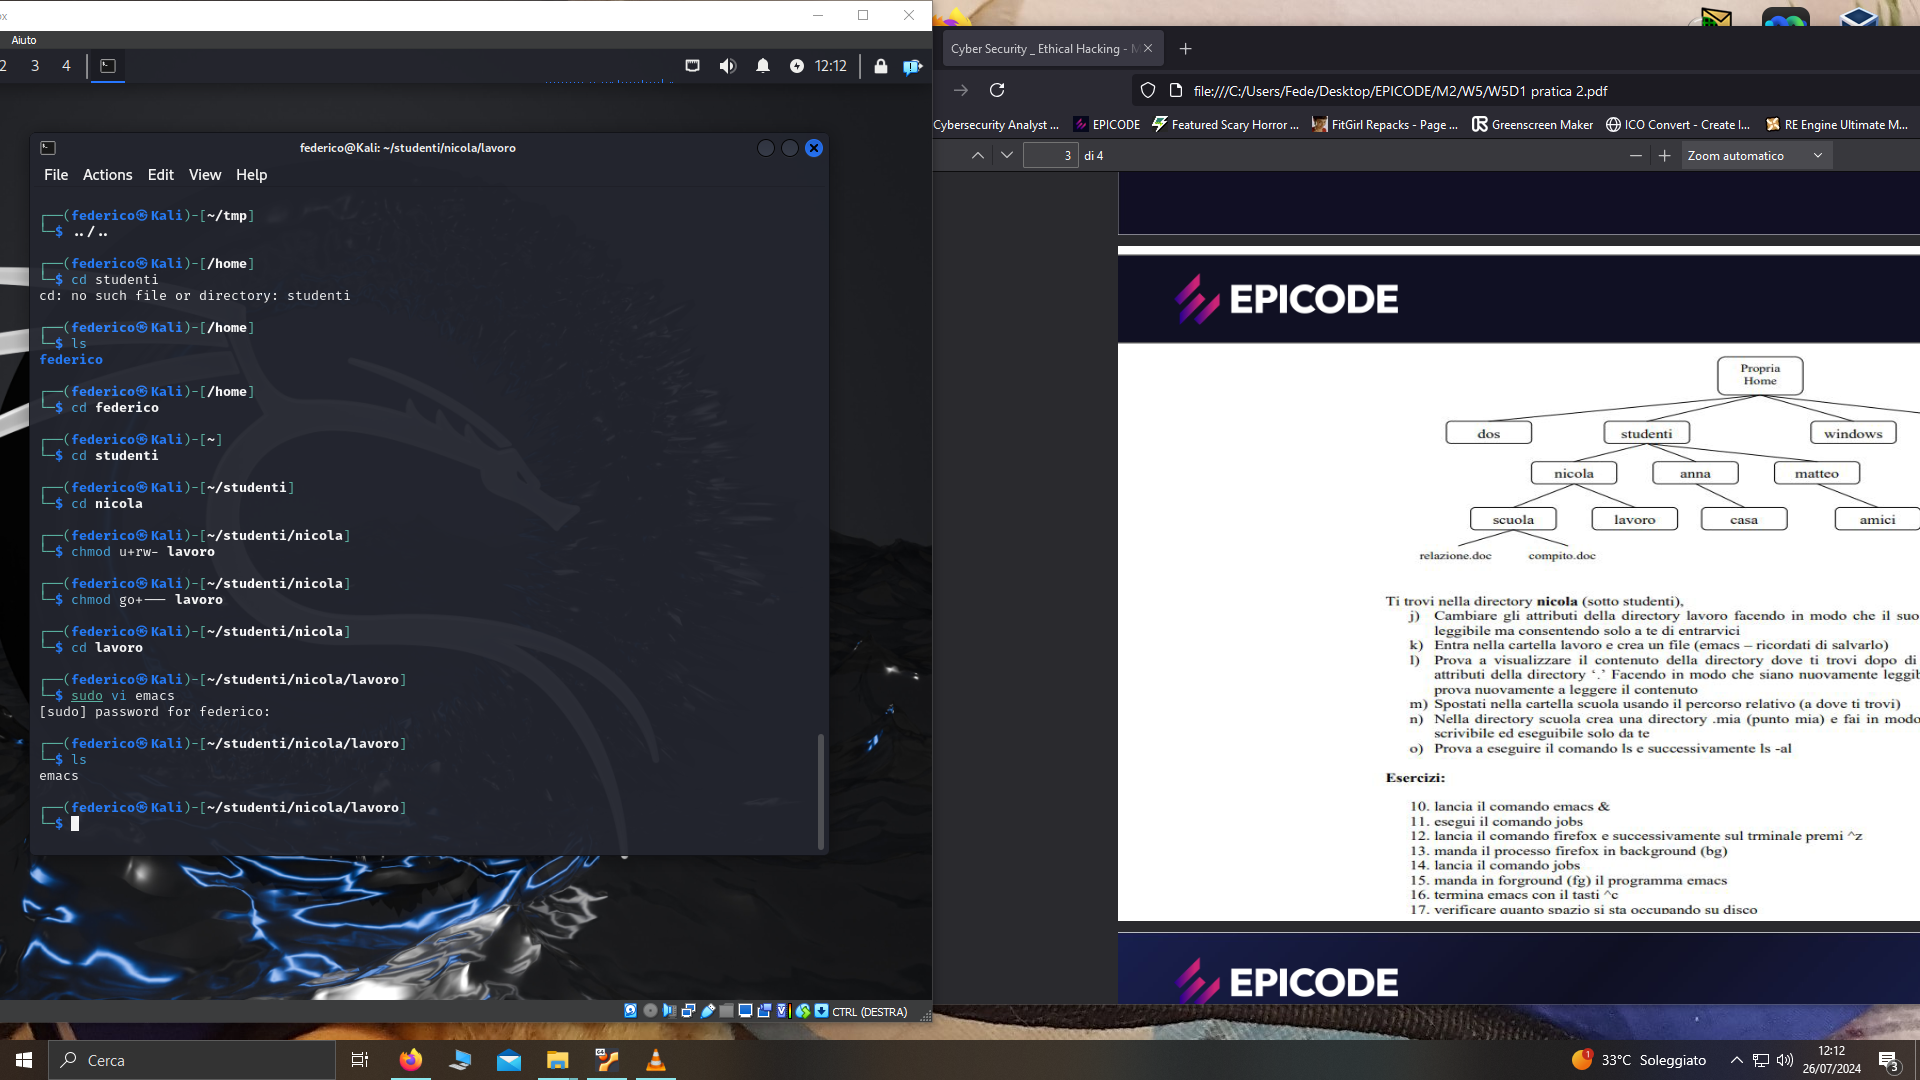 ox
Aiuto
2 3 4 12:12
federico@Kali: ~/studenti/nicola/lavoro
File Actions Edit View Help
┌──(federico㉿Kali)-[~/tmp]
└─$ ../..
┌──(federico㉿Kali)-[/home]
└─$ cd studenti
cd: no such file or directory: studenti
┌──(federico㉿Kali)-[/home]
└─$ ls
federico
┌──(federico㉿Kali)-[/home]
└─$ cd federico
┌──(federico㉿Kali)-[~]
└─$ cd studenti
┌──(federico㉿Kali)-[~/studenti]
└─$ cd nicola
┌──(federico㉿Kali)-[~/studenti/nicola]
└─$ chmod u+rw- lavoro
┌──(federico㉿Kali)-[~/studenti/nicola]
└─$ chmod go+--- lavoro
┌──(federico㉿Kali)-[~/studenti/nicola]
└─$ cd lavoro
┌──(federico㉿Kali)-[~/studenti/nicola/lavoro]
└─$ sudo vi emacs
[sudo] password for federico:
┌──(federico㉿Kali)-[~/studenti/nicola/lavoro]
└─$ ls
emacs
┌──(federico㉿Kali)-[~/studenti/nicola/lavoro]
└─$
CTRL (DESTRA)
Cyber Security _ Ethical Hacking - M
file:///C:/Users/Fede/Desktop/EPICODE/M2/W5/W5D1 pratica 2.pdf
Cybersecurity Analyst ... EPICODE Featured Scary Horror ... FitGirl Repacks - Page ... Greenscreen Maker ICO Convert - Create I... RE Engine Ultimate M...
3 di 4 Zoom automatico
EPICODE
Propria
Home
dos studenti windows
nicola anna matteo
scuola lavoro casa amici
relazione.doc compito.doc
Ti trovi nella directory nicola (sotto studenti),
j) Cambiare gli attributi della directory lavoro facendo in modo che il suo
leggibile ma consentendo solo a te di entrarvici
k) Entra nella cartella lavoro e crea un file (emacs – ricordati di salvarlo)
l) Prova a visualizzare il contenuto della directory dove ti trovi dopo di
attributi della directory ‘.’ Facendo in modo che siano nuovamente leggib
prova nuovamente a leggere il contenuto
m) Spostati nella cartella scuola usando il percorso relativo (a dove ti trovi)
n) Nella directory scuola crea una directory .mia (punto mia) e fai in modo
scrivibile ed eseguibile solo da te
o) Prova a eseguire il comando ls e successivamente ls -al
Esercizi:
10. lancia il comando emacs &
11. esegui il comando jobs
12. lancia il comando firefox e successivamente sul trminale premi ^z
13. manda il processo firefox in background (bg)
14. lancia il comando jobs
15. manda in forground (fg) il programma emacs
16. termina emacs con il tasti ^c
17. verificare quanto spazio si sta occupando su disco
EPICODE
Cerca
1 33°C Soleggiato
12:12
26/07/2024
3